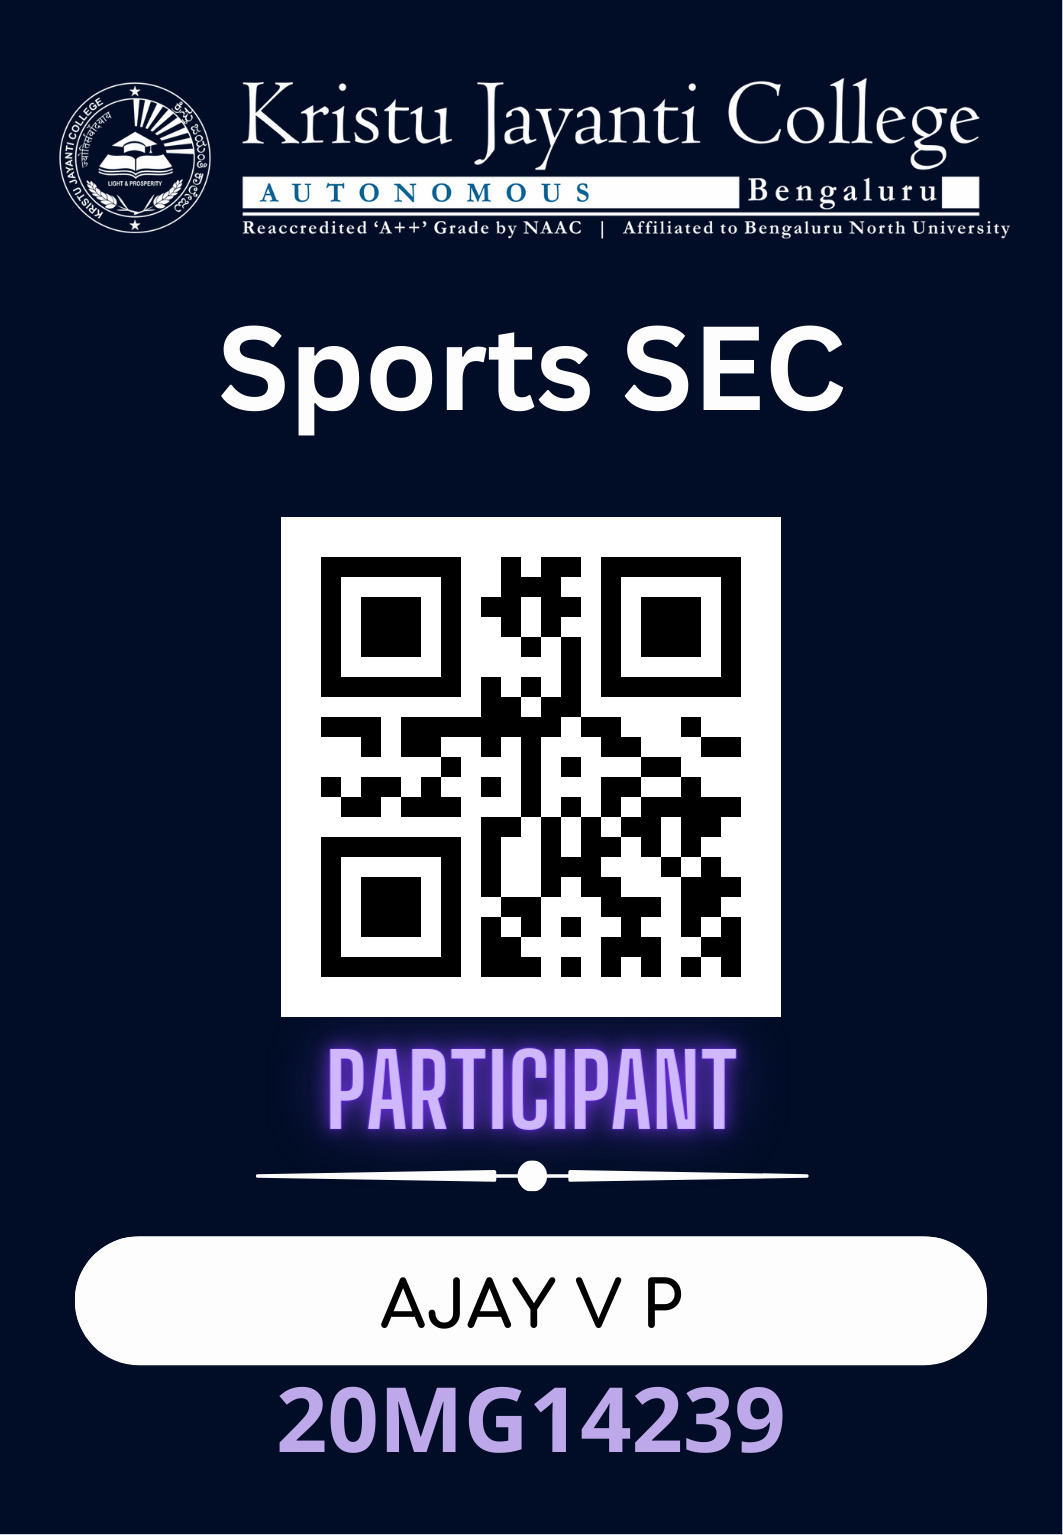 Kristu Jayanti College
AUTONOMOUS Bengaluru
Reaccredited ‘A++’ Grade by NAAC | Affiliated to Bengaluru North University
KRISTU JAYANTI COLLEGE
LIGHT & PROSPERITY
Sports SEC
PARTICIPANT
AJAY V P
20MG14239